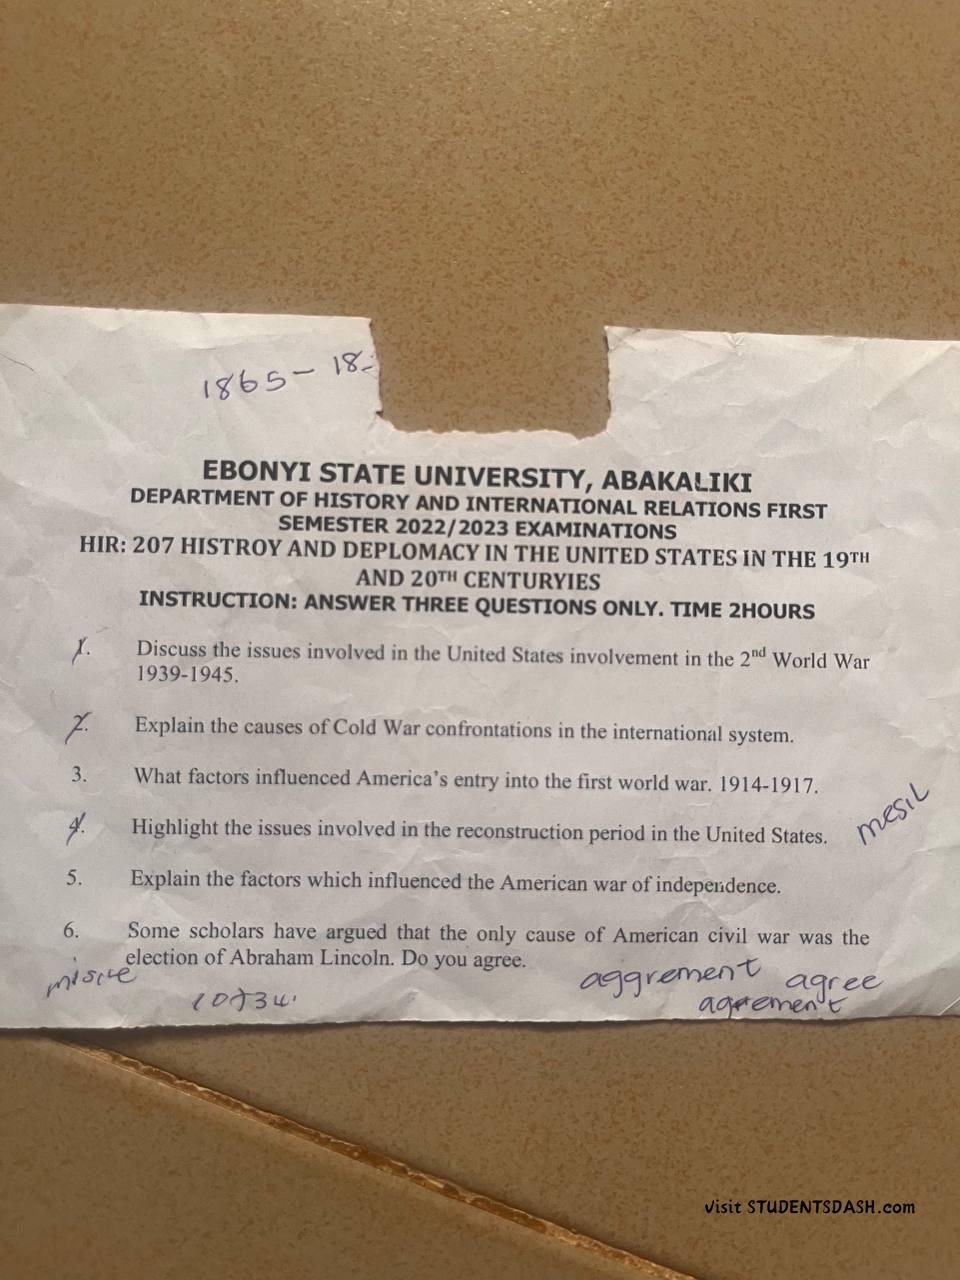 1865 - 18
EBONYI STATE UNIVERSITY, ABAKALIKI
DEPARTMENT OF HISTORY AND INTERNATIONAL RELATIONS FIRST
SEMESTER 2022/2023 EXAMINATIONS
HIR: 207 HISTROY AND DEPLOMACY IN THE UNITED STATES IN THE 19TH
AND 20TH CENTURYIES
INSTRUCTION: ANSWER THREE QUESTIONS ONLY. TIME 2HOURS
1. Discuss the issues involved in the United States involvement in the 2nd World War
1939-1945.
2. Explain the causes of Cold War confrontations in the international system.
3. What factors influenced America's entry into the first world war. 1914-1917.
mesil
4. Highlight the issues involved in the reconstruction period in the United States.
5. Explain the factors which influenced the American war of independence.
6. Some scholars have argued that the only cause of American civil war was the
election of Abraham Lincoln. Do you agree.
aggrement agree
agreement
visit STUDENTSDASH.com